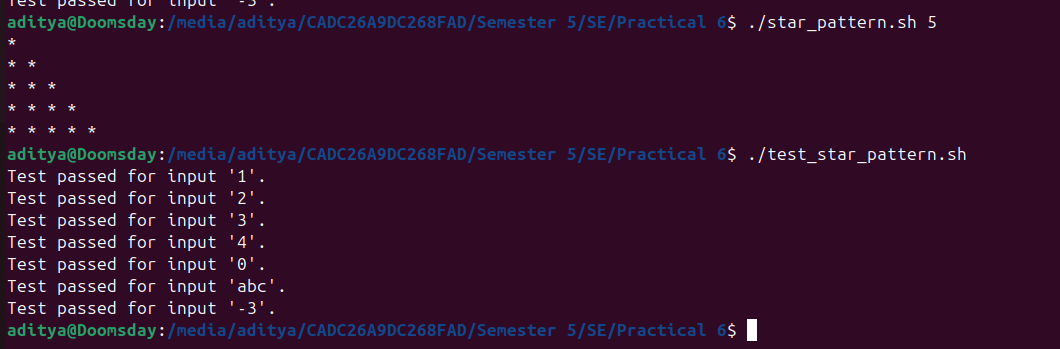 Test passed for input '-3'.
aditya@Doomsday:/media/aditya/CADC26A9DC268FAD/Semester 5/SE/Practical 6$ ./star_pattern.sh 5
*
* *
* * *
* * * *
* * * * *
aditya@Doomsday:/media/aditya/CADC26A9DC268FAD/Semester 5/SE/Practical 6$ ./test_star_pattern.sh
Test passed for input '1'.
Test passed for input '2'.
Test passed for input '3'.
Test passed for input '4'.
Test passed for input '0'.
Test passed for input 'abc'.
Test passed for input '-3'.
aditya@Doomsday:/media/aditya/CADC26A9DC268FAD/Semester 5/SE/Practical 6$